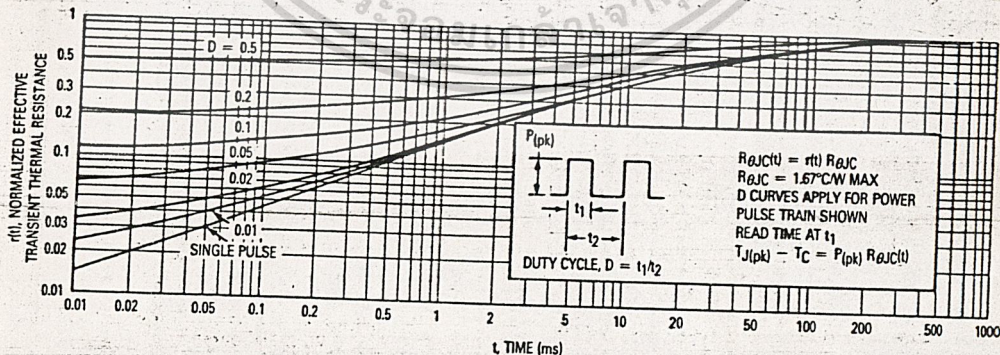 r(t), NORMALIZED EFFECTIVE
TRANSIENT THERMAL RESISTANCE
1
0.5
0.3
0.2
0.1
0.05
0.03
0.02
0.01
D = 0.5
0.2
0.1
0.05
0.02
0.01
SINGLE PULSE
P(pk)
t1
t2
DUTY CYCLE, D = t1/t2
RθJC(t) = r(t) RθJC
RθJC = 1.67°C/W MAX
D CURVES APPLY FOR POWER
PULSE TRAIN SHOWN
READ TIME AT t1
TJ(pk) − TC = P(pk) RθJC(t)
0.01 0.02 0.05 0.1 0.2 0.5 1 2 5 10 20 50 100 200 500 1000
t, TIME (ms)